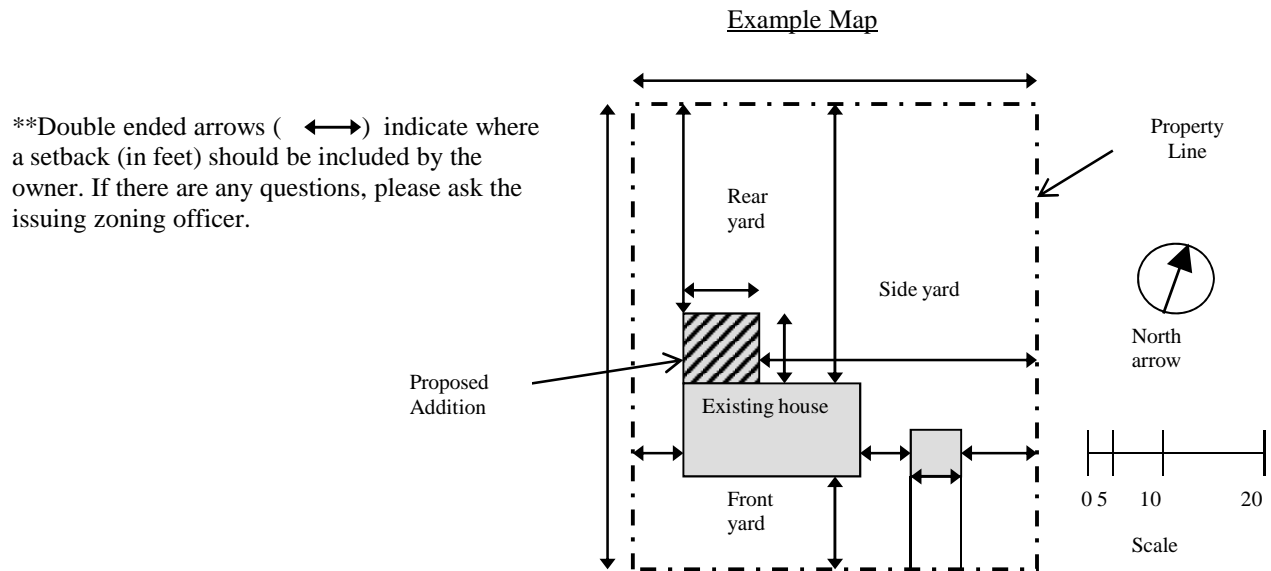 Example Map
**Double ended arrows ( ) indicate where
a setback (in feet) should be included by the
owner. If there are any questions, please ask the
issuing zoning officer.
Property
Line
Rear
yard
Side yard
North
arrow
Proposed
Addition
Existing house
Front
yard
0 5 10 20
Scale